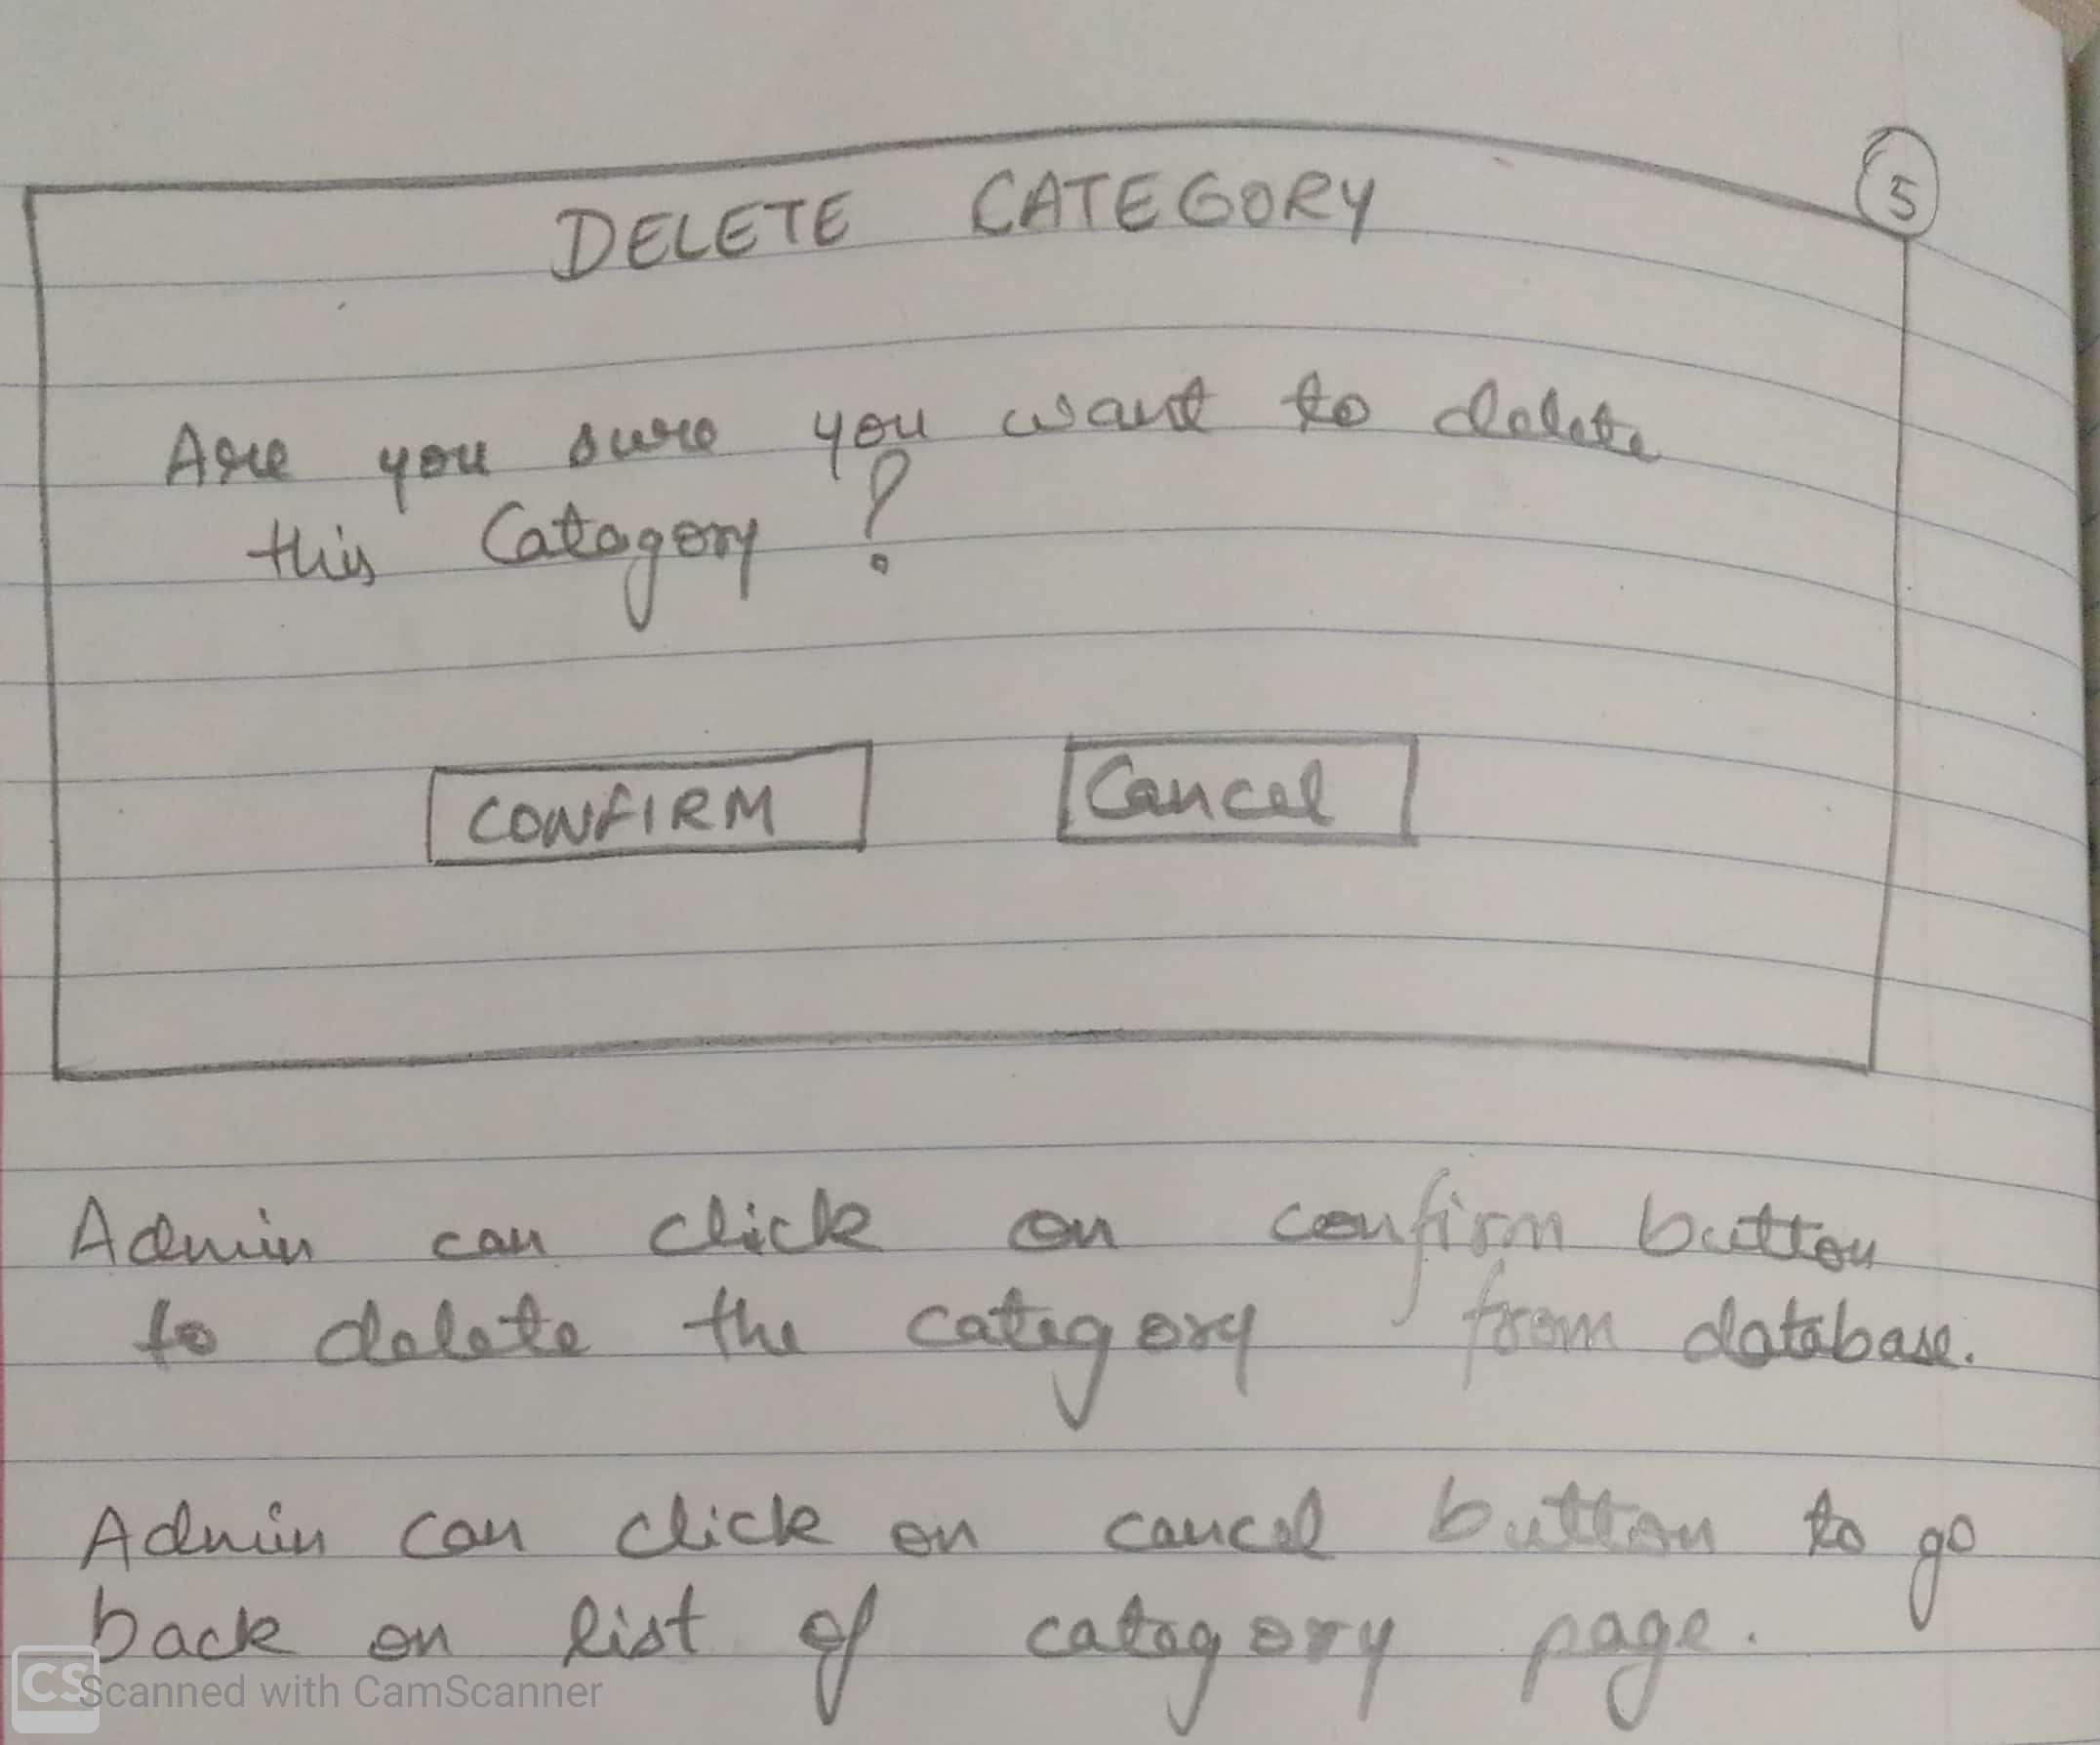 5
DELETE CATEGORY
Are you sure you want to delete
this Category ?
CONFIRM
Cancel
Admin can click on confirm button
to delete the category from database.
Admin can click on cancel button to go
back on list of category page.
CS
Scanned with CamScanner